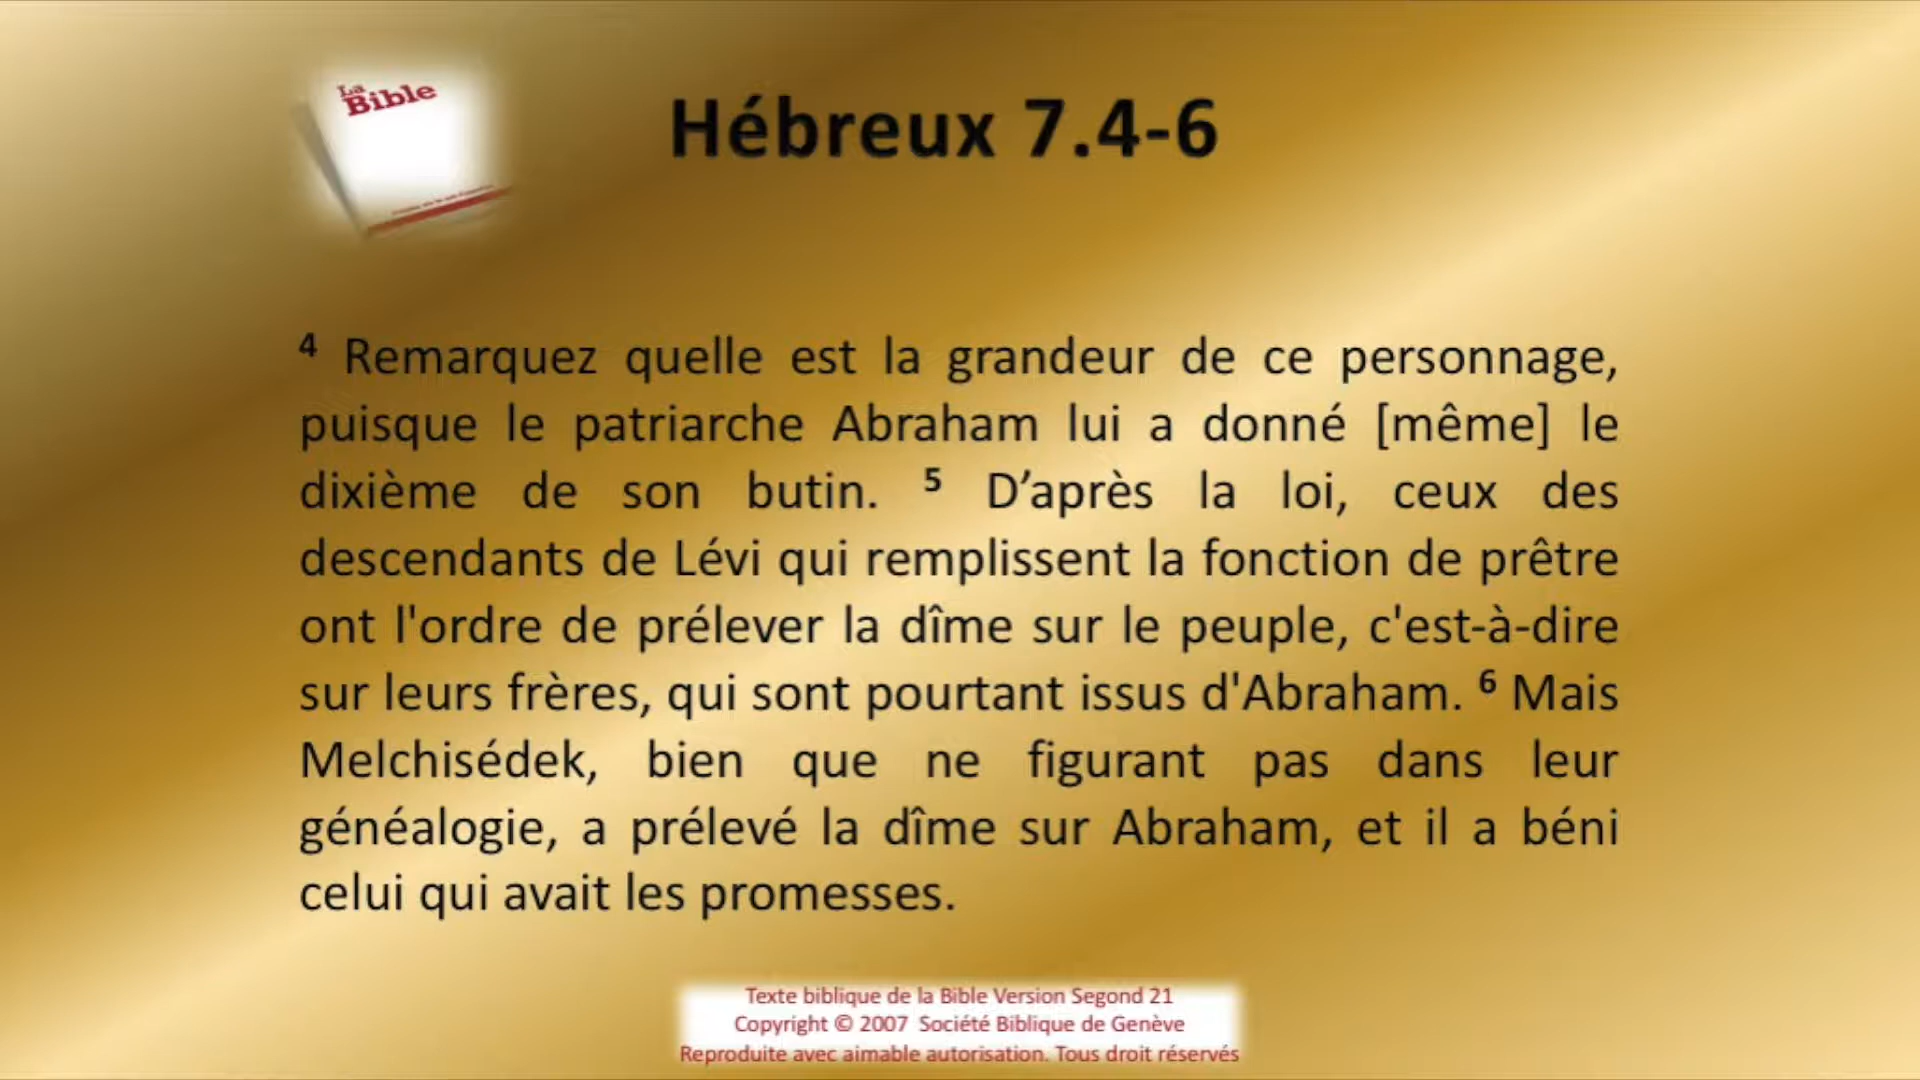 La
Bible
Hébreux 7.4-6
4 Remarquez quelle est la grandeur de ce personnage,
puisque le patriarche Abraham lui a donné [même] le
dixième de son butin. 5 D’après la loi, ceux des
descendants de Lévi qui remplissent la fonction de prêtre
ont l'ordre de prélever la dîme sur le peuple, c'est-à-dire
sur leurs frères, qui sont pourtant issus d'Abraham. 6 Mais
Melchisédek, bien que ne figurant pas dans leur
généalogie, a prélevé la dîme sur Abraham, et il a béni
celui qui avait les promesses.
Texte biblique de la Bible Version Segond 21
Copyright © 2007 Société Biblique de Genève
Reproduite avec aimable autorisation. Tous droit réservés